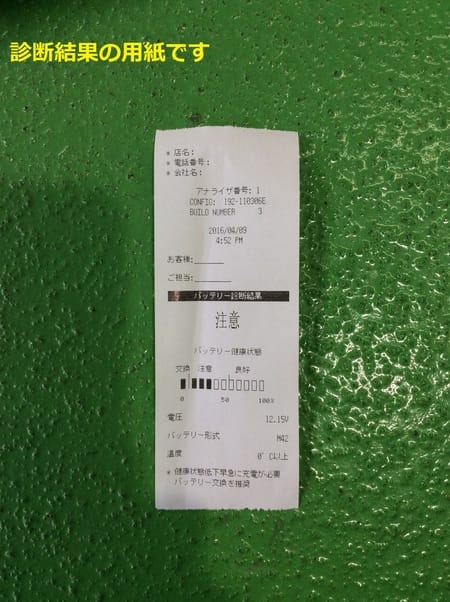 診断結果の用紙です
* 店名:
* 電話番号:
* 会社名:
アナライザ番号: 1
CONFIG: 192-110306E
BUILD NUMBER 3
2016/04/09
4:52 PM
お客様:______
ご担当:_______
バッテリー診断結果
注意
バッテリー健康状態
交換 注意 良好
0 50 100%
電圧 12.15V
バッテリー形式 M42
温度 0°C以上
* 健康状態低下早急に充電が必要
バッテリー交換を推奨